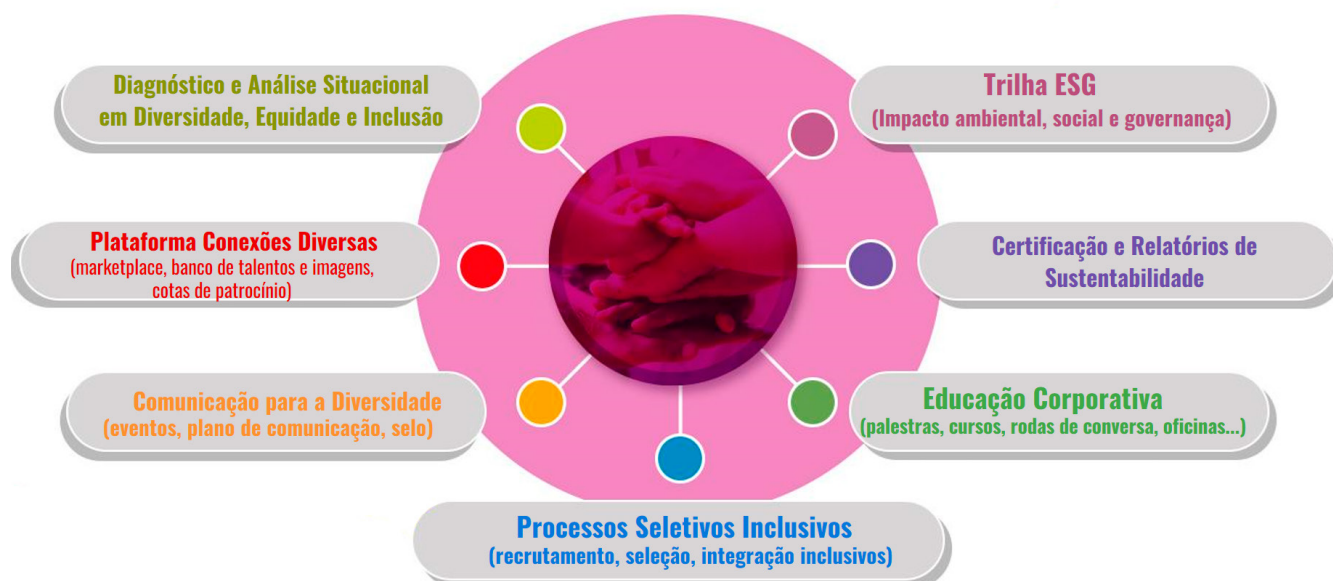 Diagnóstico e Análise Situacional
em Diversidade, Equidade e Inclusão
Trilha ESG
(Impacto ambiental, social e governança)
Plataforma Conexões Diversas
(marketplace, banco de talentos e imagens,
cotas de patrocínio)
Certificação e Relatórios de
Sustentabilidade
Comunicação para a Diversidade
(eventos, plano de comunicação, selo)
Educação Corporativa
(palestras, cursos, rodas de conversa, oficinas...)
Processos Seletivos Inclusivos
(recrutamento, seleção, integração inclusivos)